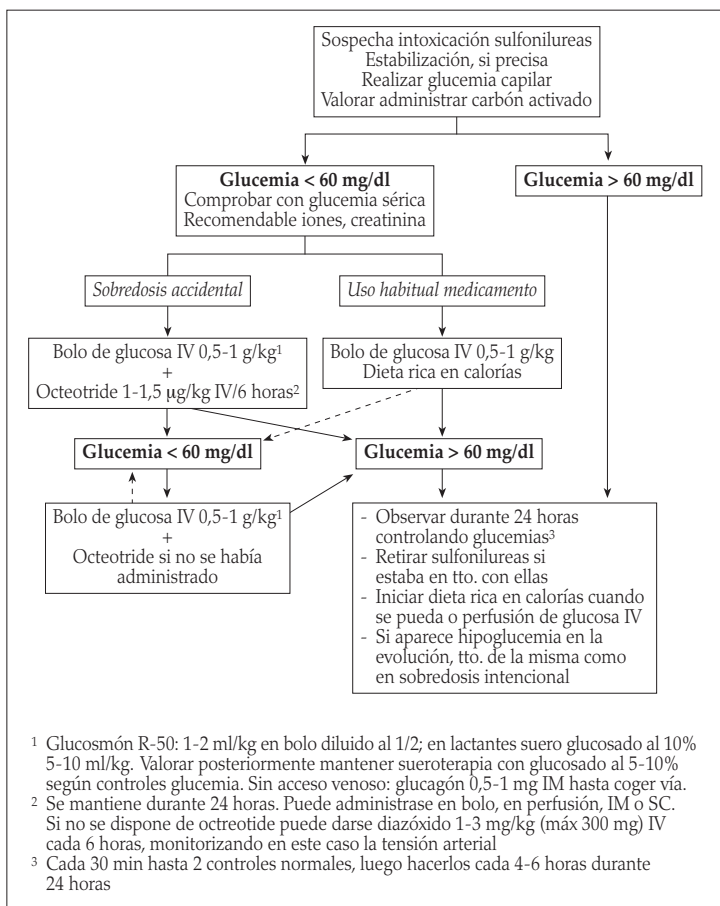 Sospecha intoxicación sulfonilureas
Estabilización, si precisa
Realizar glucemia capilar
Valorar administrar carbón activado
Glucemia < 60 mg/dl
Comprobar con glucemia sérica
Recomendable iones, creatinina
Glucemia > 60 mg/dl
Sobredosis accidental
Uso habitual medicamento
Bolo de glucosa IV 0,5-1 g/kg¹
+
Octeotride 1-1,5 µg/kg IV/6 horas²
Bolo de glucosa IV 0,5-1 g/kg
Dieta rica en calorías
Glucemia < 60 mg/dl
Glucemia > 60 mg/dl
Bolo de glucosa IV 0,5-1 g/kg¹
+
Octeotride si no se había
administrado
- Observar durante 24 horas
controlando glucemias³
- Retirar sulfonilureas si
estaba en tto. con ellas
- Iniciar dieta rica en calorías cuando
se pueda o perfusión de glucosa IV
- Si aparece hipoglucemia en la
evolución, tto. de la misma como
en sobredosis intencional
¹ Glucosmón R-50: 1-2 ml/kg en bolo diluido al 1/2; en lactantes suero glucosado al 10%
5-10 ml/kg. Valorar posteriormente mantener sueroterapia con glucosado al 5-10%
según controles glucemia. Sin acceso venoso: glucagón 0,5-1 mg IM hasta coger vía.
² Se mantiene durante 24 horas. Puede administrase en bolo, en perfusión, IM o SC.
Si no se dispone de octreotide puede darse diazóxido 1-3 mg/kg (máx 300 mg) IV
cada 6 horas, monitorizando en este caso la tensión arterial
³ Cada 30 min hasta 2 controles normales, luego hacerlos cada 4-6 horas durante
24 horas